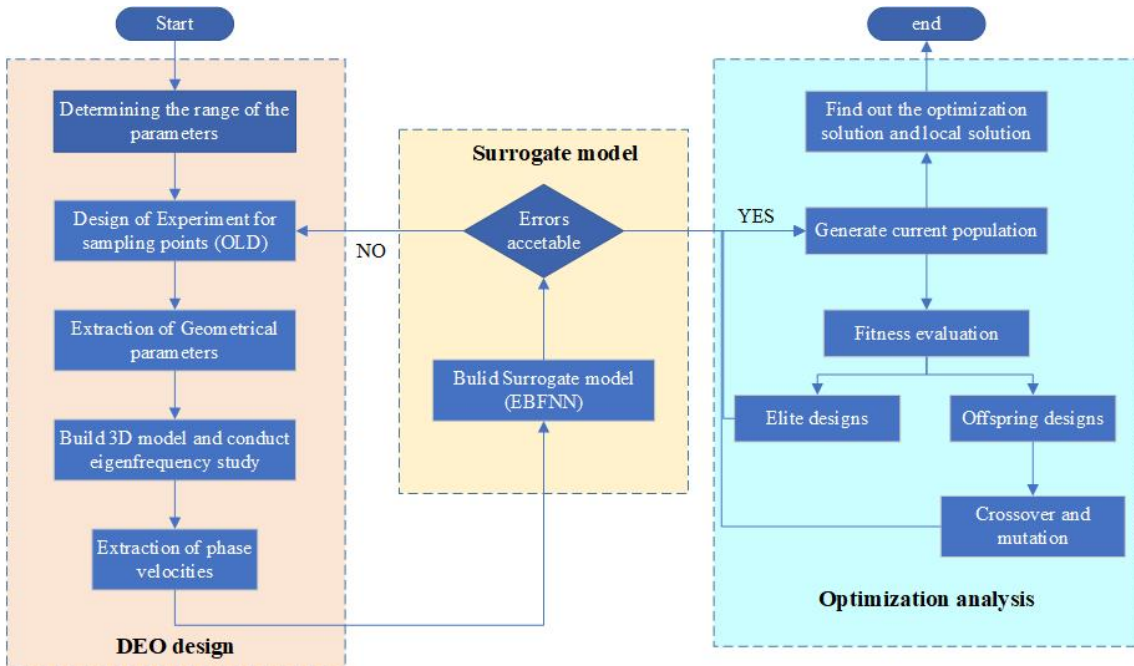 Start
Determining the range of the
parameters
Design of Experiment for
sampling points (OLD)
Extraction of Geometrical
parameters
Build 3D model and conduct
eigenfrequency study
Extraction of phase
velocities
DEO design
Surrogate model
Errors
accetable
NO
YES
Bulid Surrogate model
(EBFNN)
end
Find out the optimization
solution and local solution
Generate current population
Fitness evaluation
Elite designs
Offspring designs
Crossover and
mutation
Optimization analysis